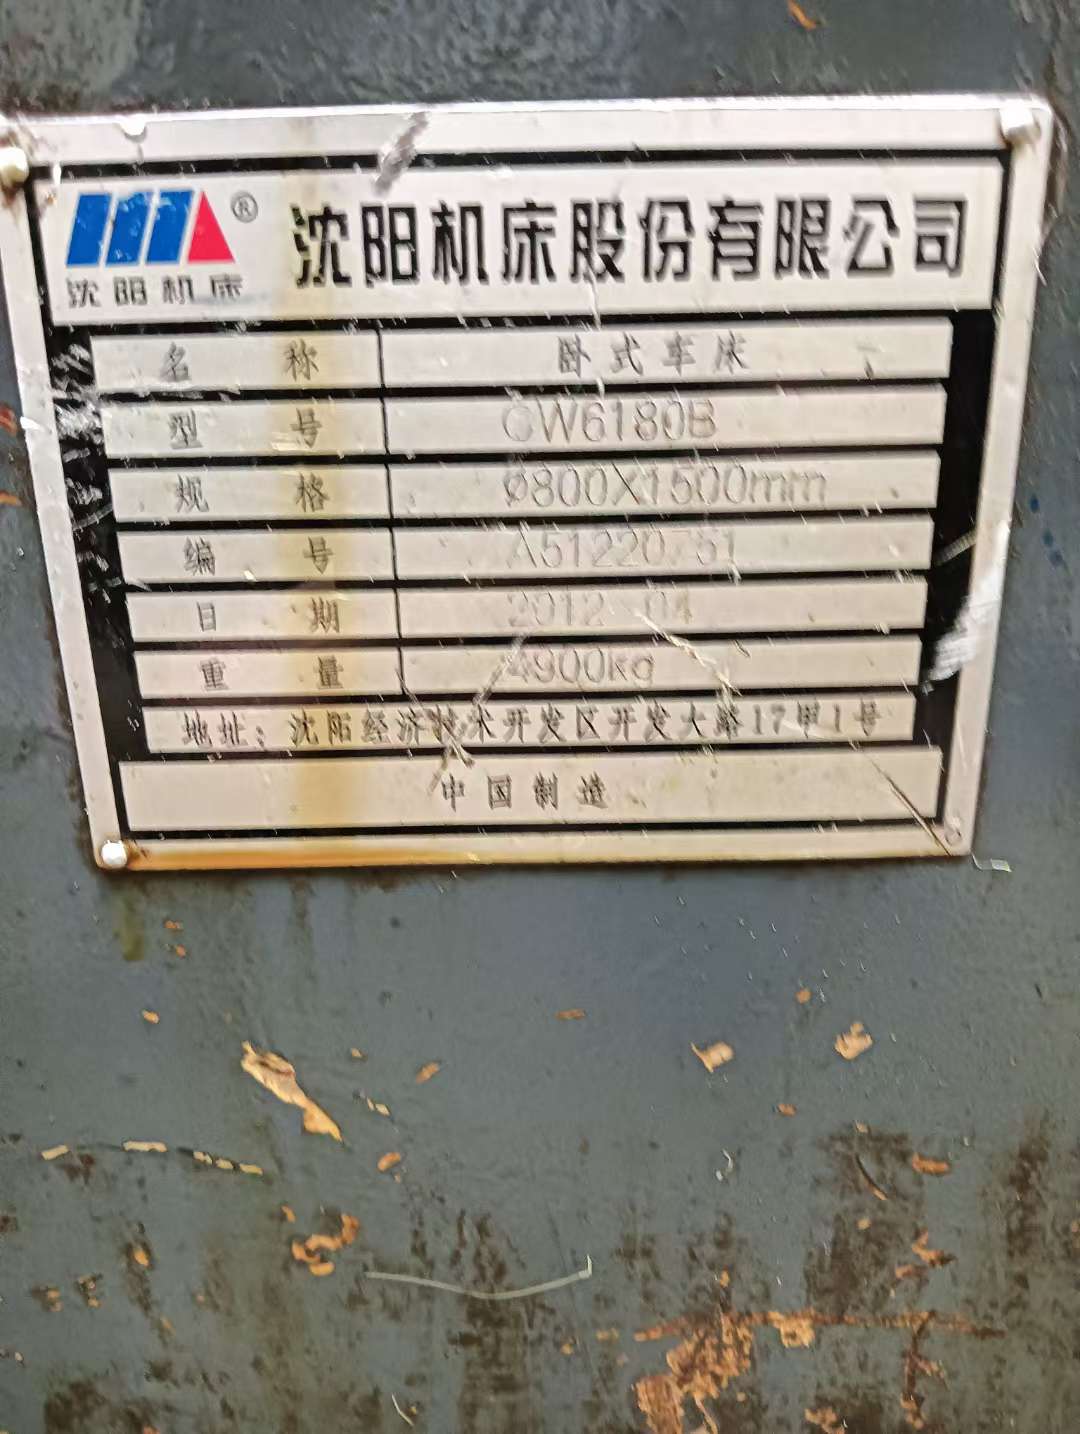 沈阳机床® 沈阳机床股份有限公司
名称 卧式车床
型号 CW6180B
规格 Ø800X1500mm
编号
日期 2012 04
重量 4900kg
地址：沈阳经济技术开发区开发大路17甲1号
中国制造